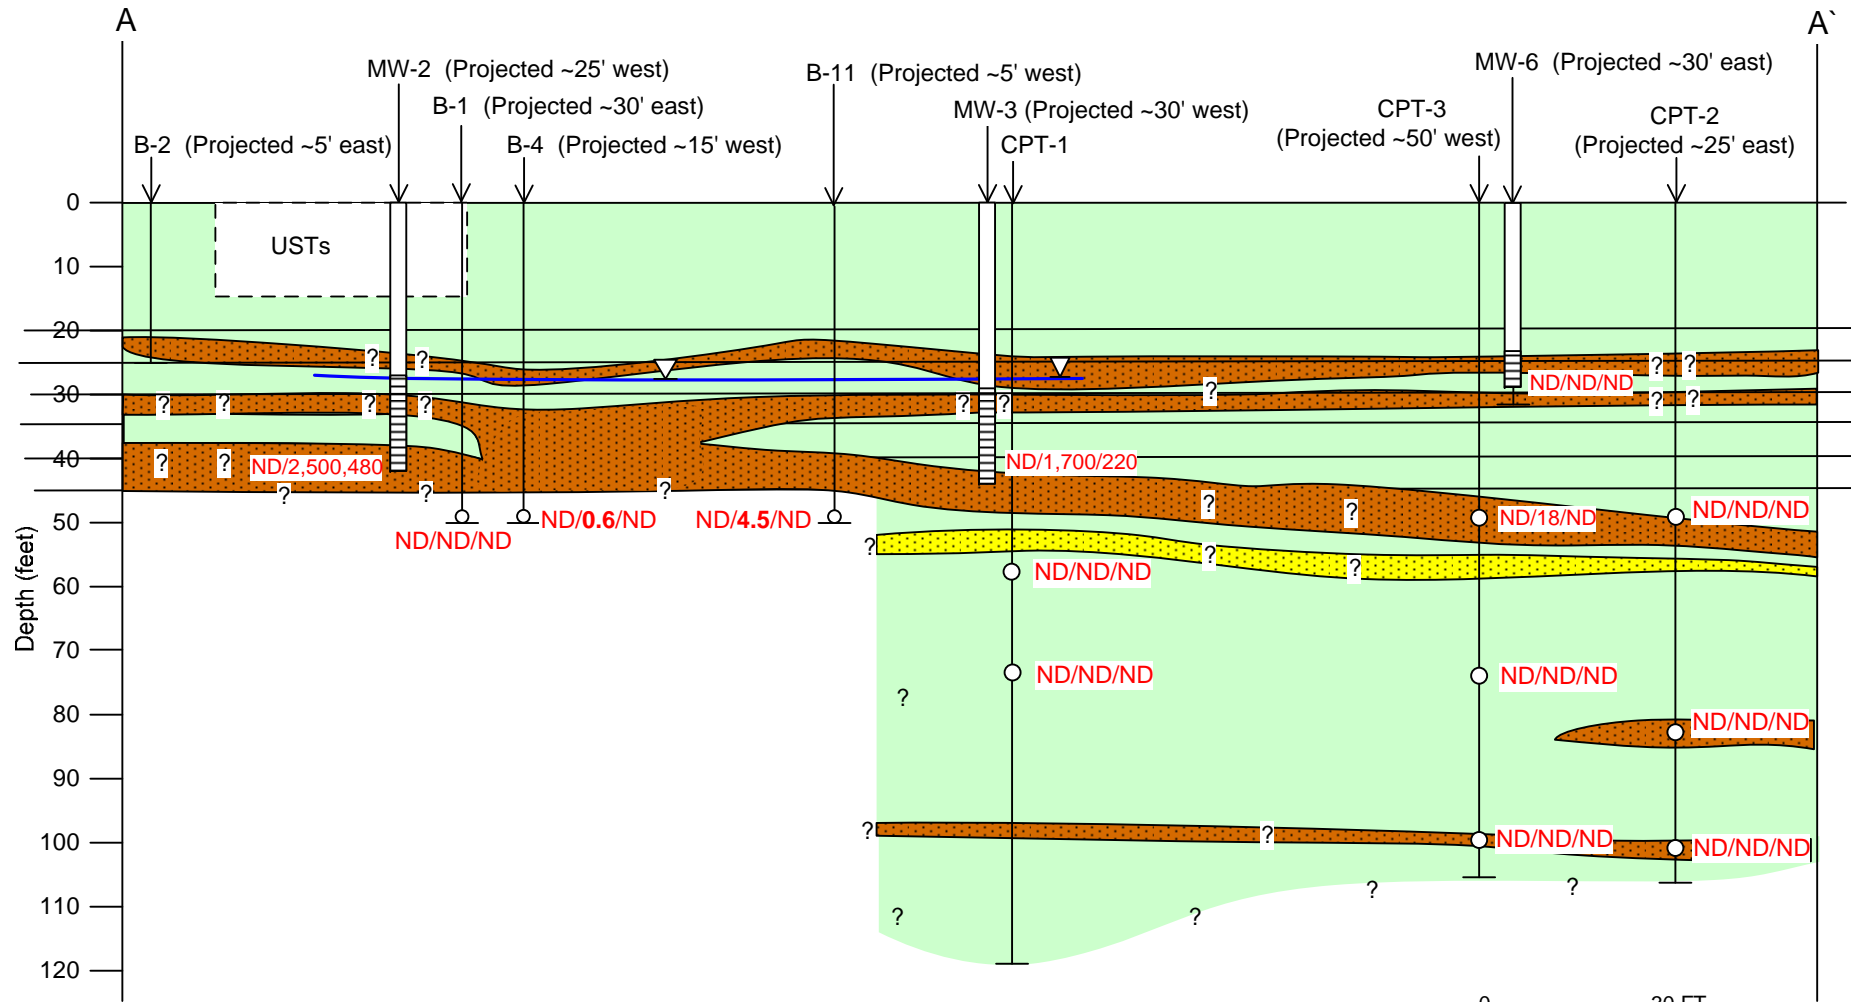 A
A`
MW-2 (Projected ~25' west)
B-11 (Projected ~5' west)
MW-6 (Projected ~30' east)
B-1 (Projected ~30' east)
MW-3 (Projected ~30' west)
CPT-3
CPT-2
B-2 (Projected ~5' east)
B-4 (Projected ~15' west)
CPT-1
(Projected ~50' west)
(Projected ~25' east)
0
USTs
10
20
? ? ? ?
30
ND/ND/ND
? ? ? ? ? ? ? ? ?
40
? ? ND/2,500,480
ND/1,700/220
? ? ? ? ?
50
ND/0.6/ND
ND/4.5/ND
ND/18/ND
ND/ND/ND
ND/ND/ND
? ? ?
60
ND/ND/ND
Depth (feet)
70
ND/ND/ND
ND/ND/ND
?
80
ND/ND/ND
90
100
? ?
ND/ND/ND
ND/ND/ND
110
? ? ? ?
120